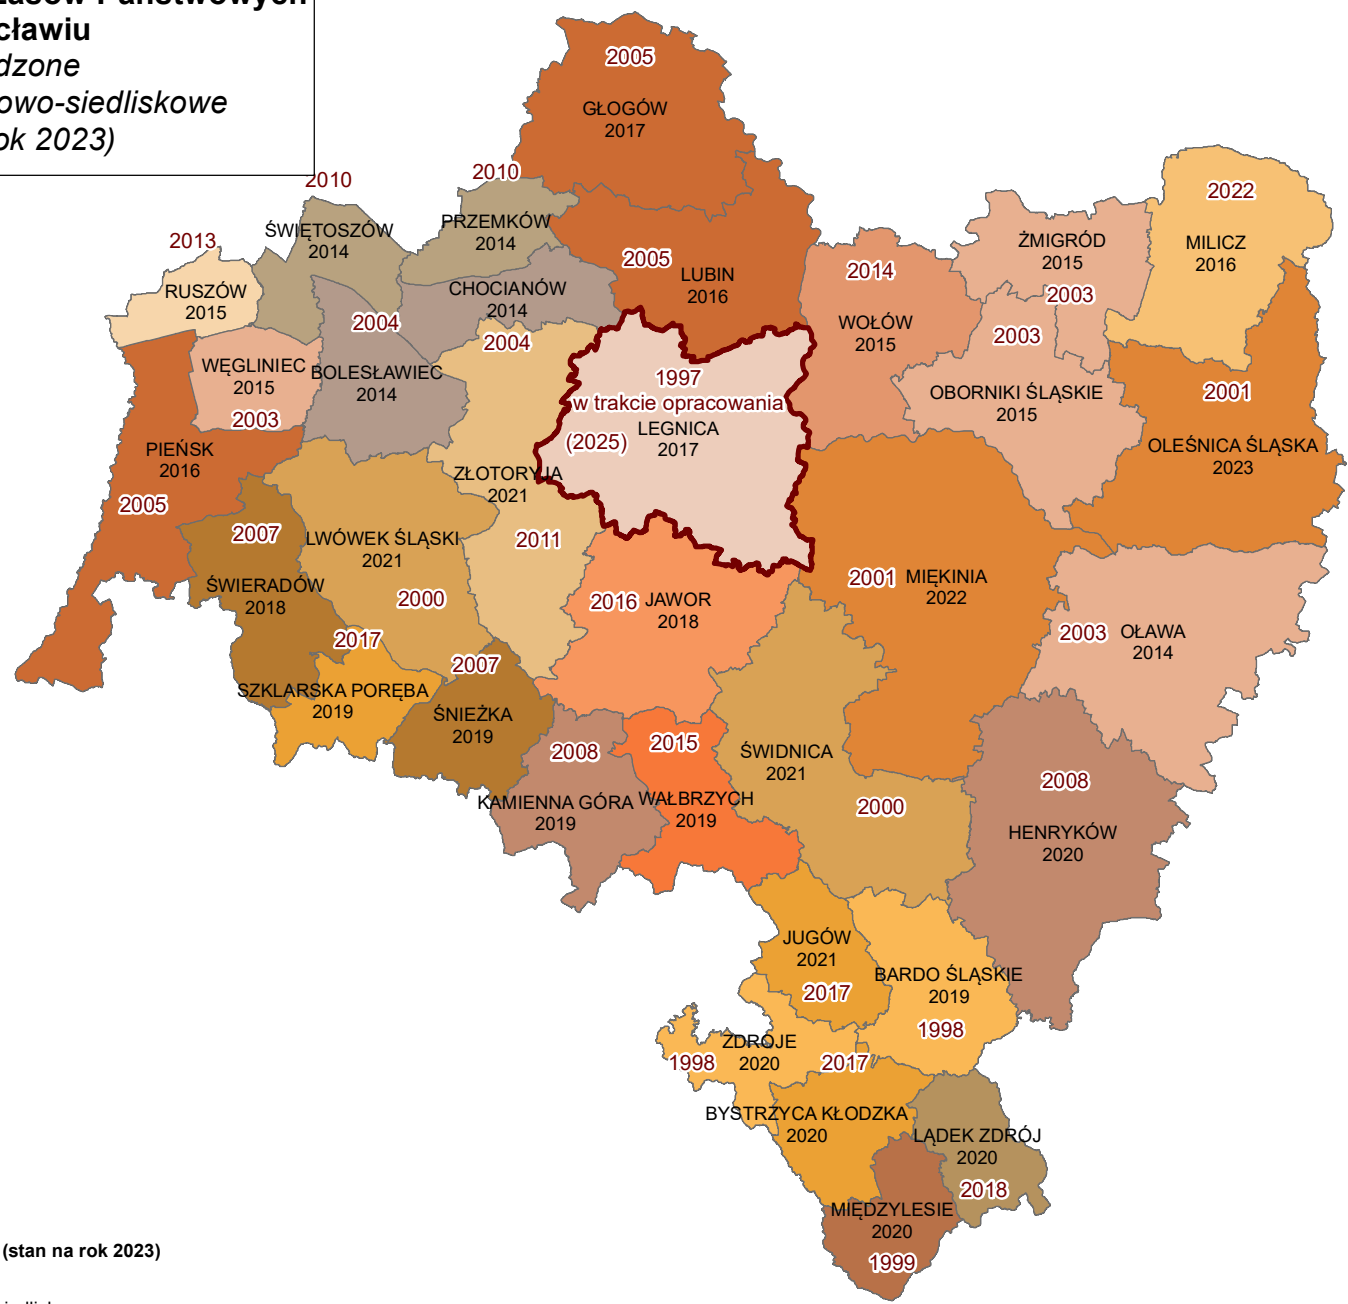 cławiu
dzone
owo-siedliskowe
ok 2023)
2005
GŁOGÓW
2017
2010
ŚWIĘTOSZÓW
2014
2010
PRZEMKÓW
2014
2013
RUSZÓW
2015
2005
LUBIN
2016
CHOCIANÓW
2014
2004
BOLESŁAWIEC
2014
2004
2014
WOŁÓW
2015
ŻMIGRÓD
2015
2003
2003
OBORNIKI ŚLĄSKIE
2015
2022
MILICZ
2016
2001
OLEŚNICA ŚLĄSKA
2023
WĘGLINIEC
2015
2003
PIEŃSK
2016
2005
1997
w trakcie opracowania
LEGNICA
(2025)
2017
ZŁOTORYJA
2021
2011
2007
ŚWIERADÓW
2018
LWÓWEK ŚLĄSKI
2021
2000
2016
JAWOR
2018
2001
MIĘKINIA
2022
2003
OŁAWA
2014
2017
SZKLARSKA PORĘBA
2019
2007
ŚNIEŻKA
2019
2008
KAMIENNA GÓRA
2019
2015
WAŁBRZYCH
2019
ŚWIDNICA
2021
2000
2008
HENRYKÓW
2020
JUGÓW
2021
2017
BARDO ŚLĄSKIE
2019
1998
ZDROJE
2020
1998
2017
BYSTRZYCA KŁODZKA
2020
LĄDEK ZDRÓJ
2020
2018
MIĘDZYLESIE
2020
1999
(stan na rok 2023)